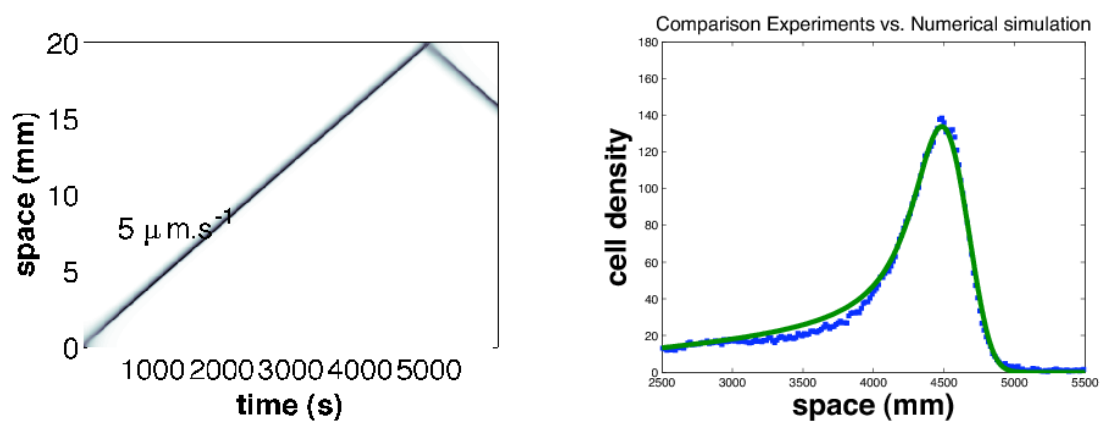 20
15
10
5
0
space (mm)
5 μm.s⁻¹
1000 2000 3000 4000 5000
time (s)
Comparison Experiments vs. Numerical simulation
180
160
140
120
100
80
60
40
20
0
cell density
2500 3000 3500 4000 4500 5000 5500
space (mm)